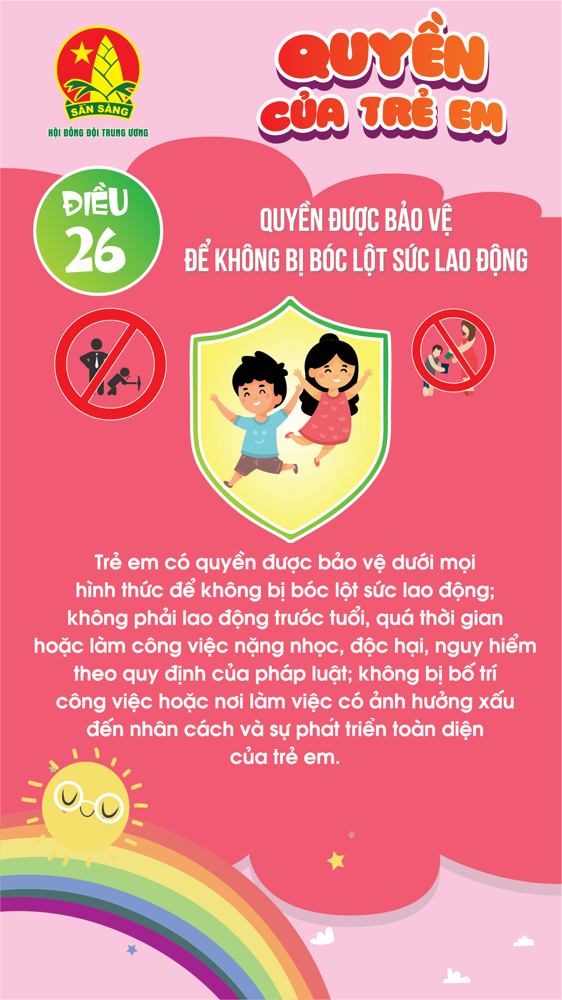 SẴN SÀNG
HỘI ĐỒNG ĐỘI TRUNG ƯƠNG
QUYỀN
CỦA TRẺ EM
ĐIỀU
26
QUYỀN ĐƯỢC BẢO VỆ
ĐỂ KHÔNG BỊ BÓC LỘT SỨC LAO ĐỘNG
Trẻ em có quyền được bảo vệ dưới mọi
hình thức để không bị bóc lột sức lao động;
không phải lao động trước tuổi, quá thời gian
hoặc làm công việc nặng nhọc, độc hại, nguy hiểm
theo quy định của pháp luật; không bị bố trí
công việc hoặc nơi làm việc có ảnh hưởng xấu
đến nhân cách và sự phát triển toàn diện
của trẻ em.